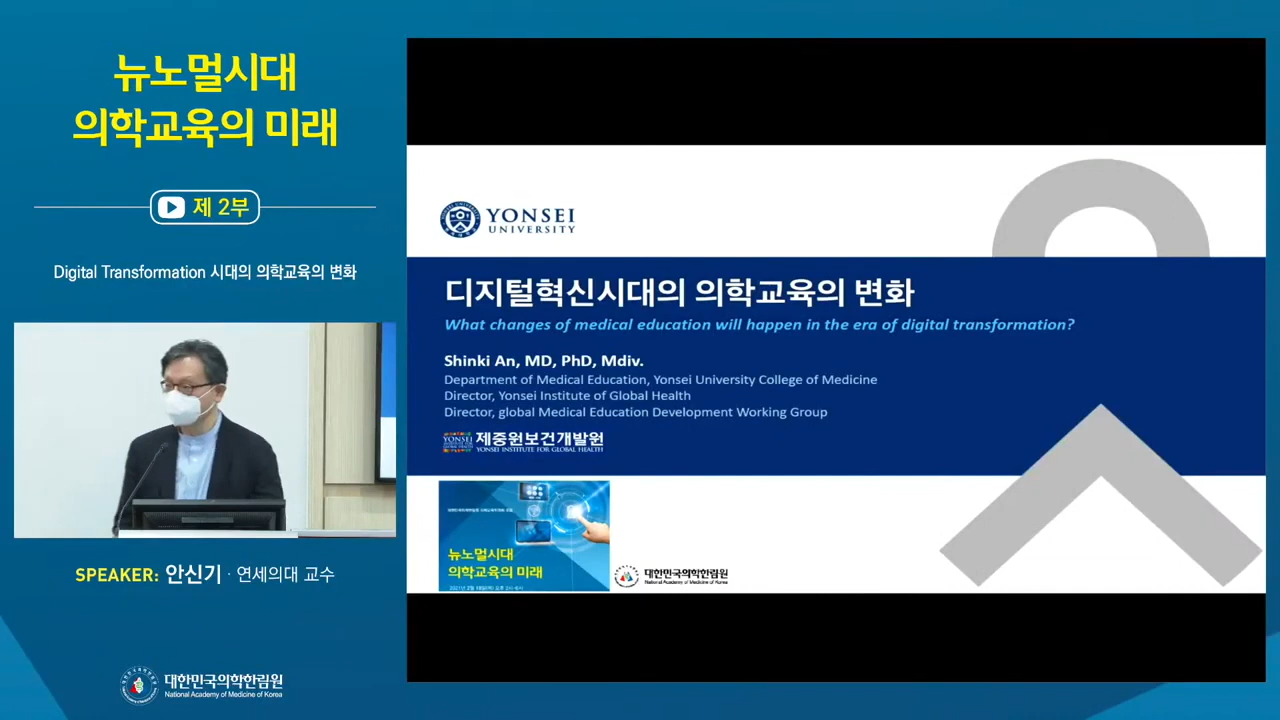 뉴노멀시대
의학교육의 미래
제 2부
Digital Transformation 시대의 의학교육의 변화
SPEAKER: 안신기 · 연세의대 교수
대한민국의학한림원
National Academy of Medicine of Korea
YONSEI
UNIVERSITY
디지털혁신시대의 의학교육의 변화
What changes of medical education will happen in the era of digital transformation?
Shinki An, MD, PhD, Mdiv.
Department of Medical Education, Yonsei University College of Medicine
Director, Yonsei Institute of Global Health
Director, global Medical Education Development Working Group
YONSEI
제중원보건개발원
YONSEI INSTITUTE FOR GLOBAL HEALTH
뉴노멀시대
의학교육의 미래
대한민국의학한림원
National Academy of Medicine of Korea